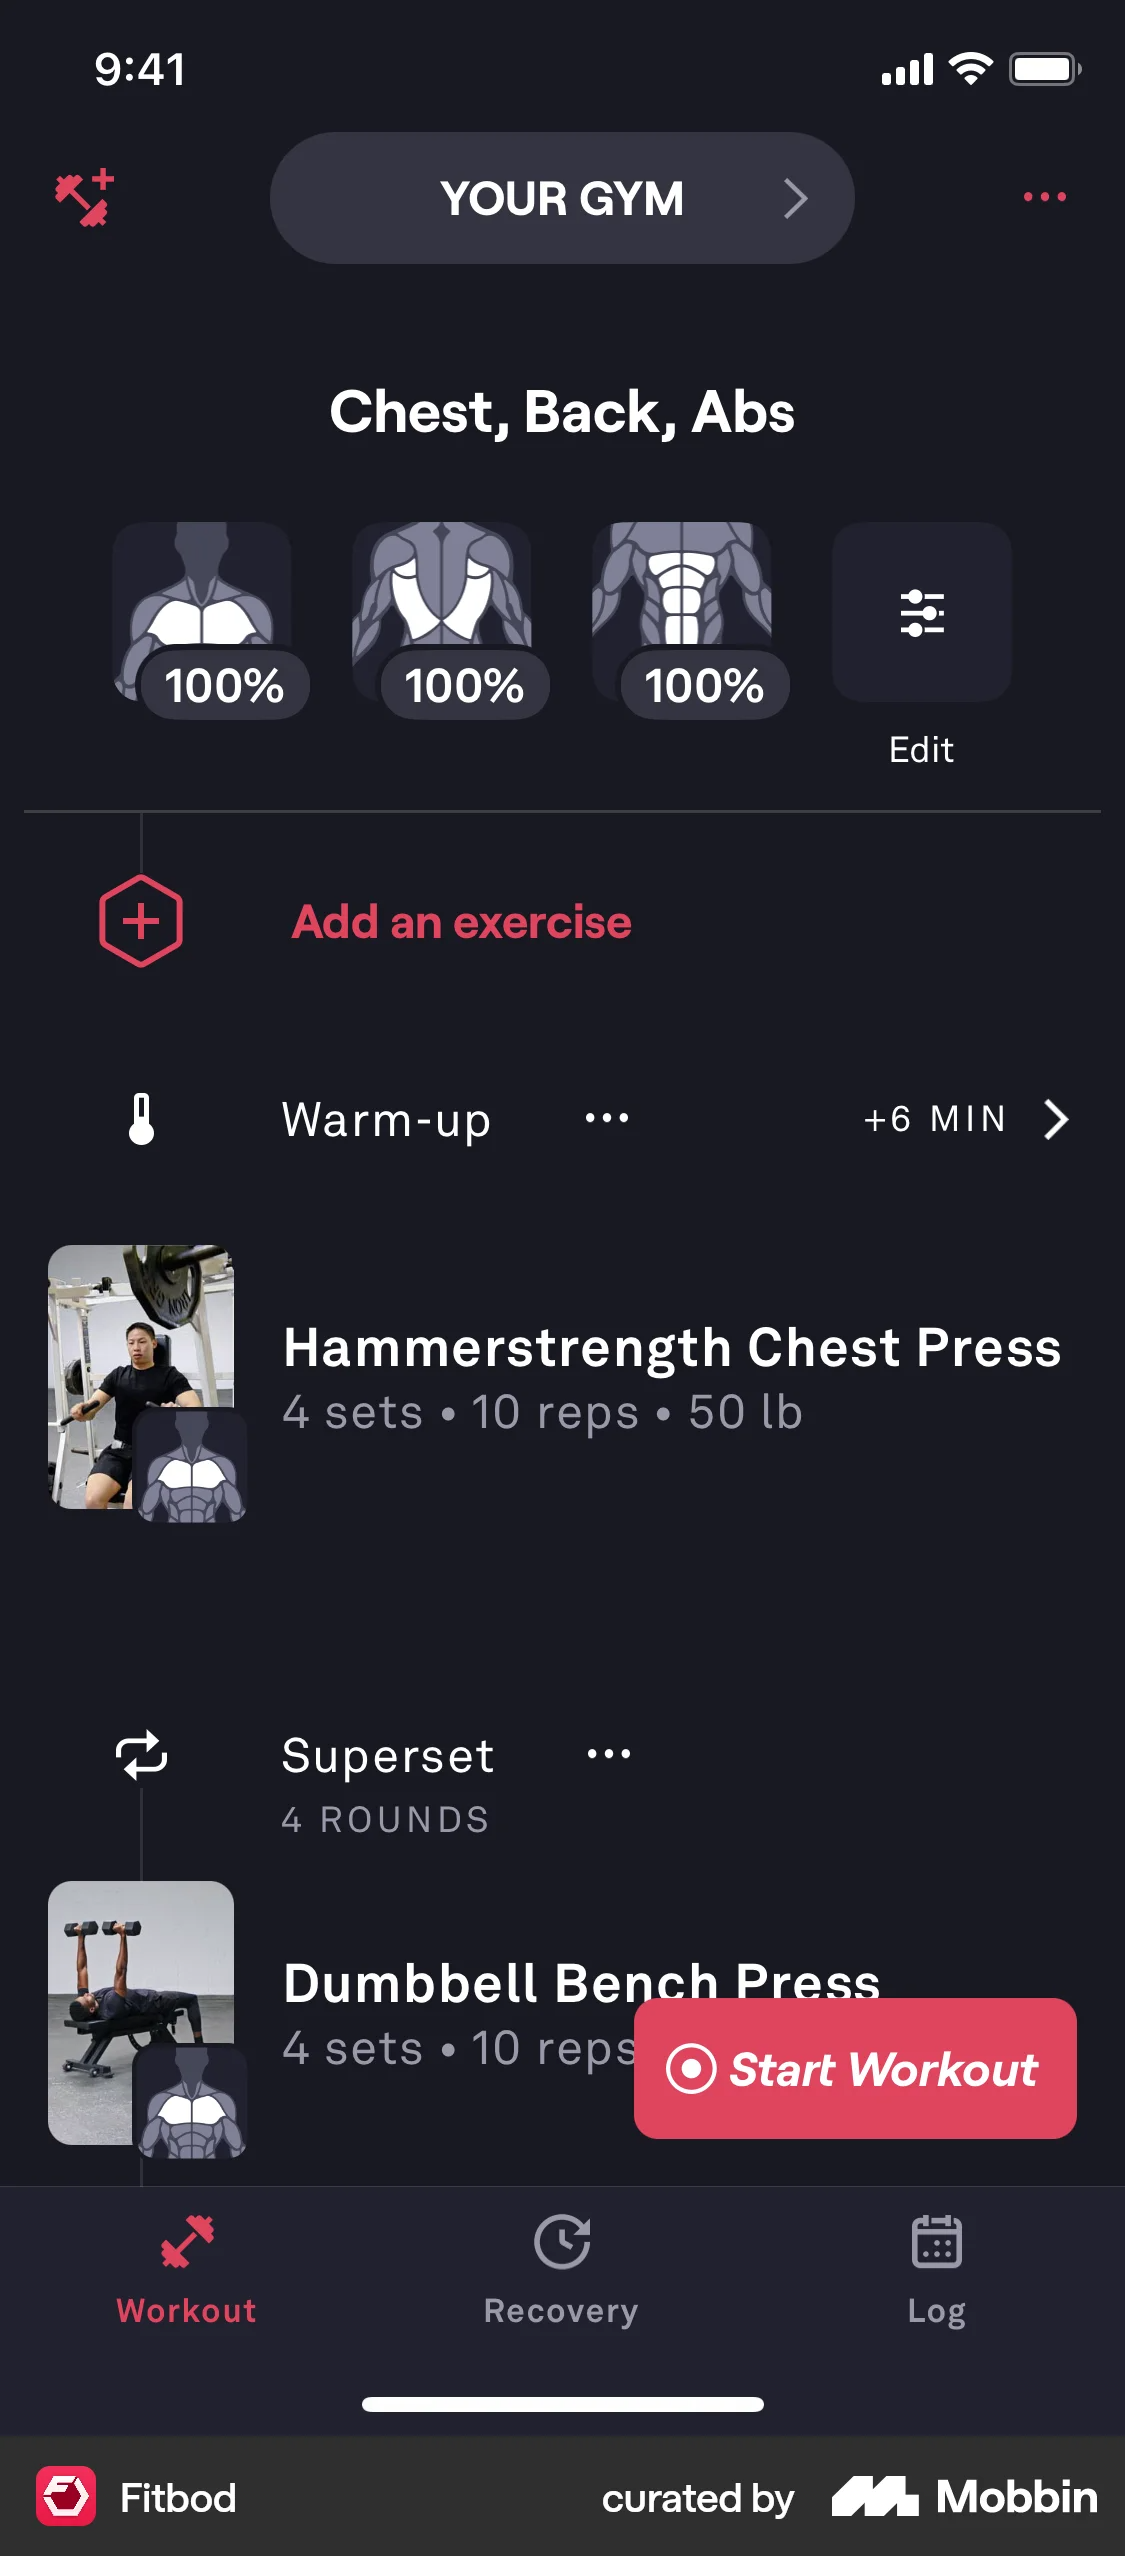 9:41
YOUR GYM
Chest, Back, Abs
100%
100%
100%
Edit
Add an exercise
Warm-up
+6 MIN
Hammerstrength Chest Press
4 sets • 10 reps • 50 lb
Superset
4 ROUNDS
Dumbbell Bench Press
4 sets • 10 reps
Start Workout
Workout
Recovery
Log
Fitbod
curated by
Mobbin